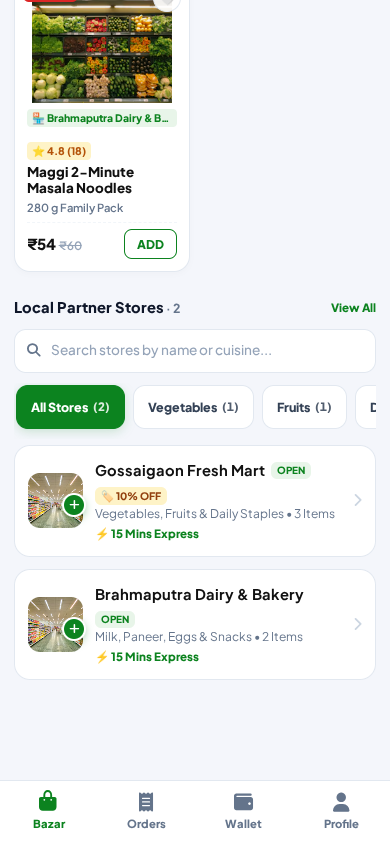 Brahmaputra Dairy & B...
4.8 (18)
Maggi 2-Minute
Masala Noodles
280 g Family Pack
₹54 ₹60
ADD
Local Partner Stores · 2
View All
Search stores by name or cuisine...
All Stores (2)
Vegetables (1)
Fruits (1)
Gossaigaon Fresh Mart OPEN
10% OFF
Vegetables, Fruits & Daily Staples • 3 Items
⚡ 15 Mins Express
Brahmaputra Dairy & Bakery
OPEN
Milk, Paneer, Eggs & Snacks • 2 Items
⚡ 15 Mins Express
Bazar
Orders
Wallet
Profile